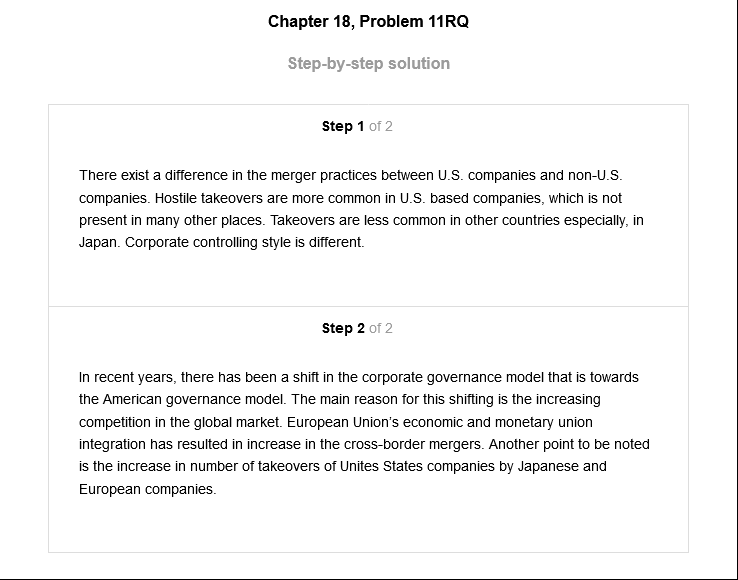 Chapter 18, Problem 11RQ
Step-by-step solution
Step 1 of 2
There exist a difference in the merger practices between U.S. companies and non-U.S.
companies. Hostile takeovers are more common in U.S. based companies, which is not
present in many other places. Takeovers are less common in other countries especially, in
Japan. Corporate controlling style is different.
Step 2 of 2
In recent years, there has been a shift in the corporate governance model that is towards
the American governance model. The main reason for this shifting is the increasing
competition in the global market. European Union's economic and monetary union
integration has resulted in increase in the cross-border mergers. Another point to be noted
is the increase in number of takeovers of Unites States companies by Japanese and
European companies.